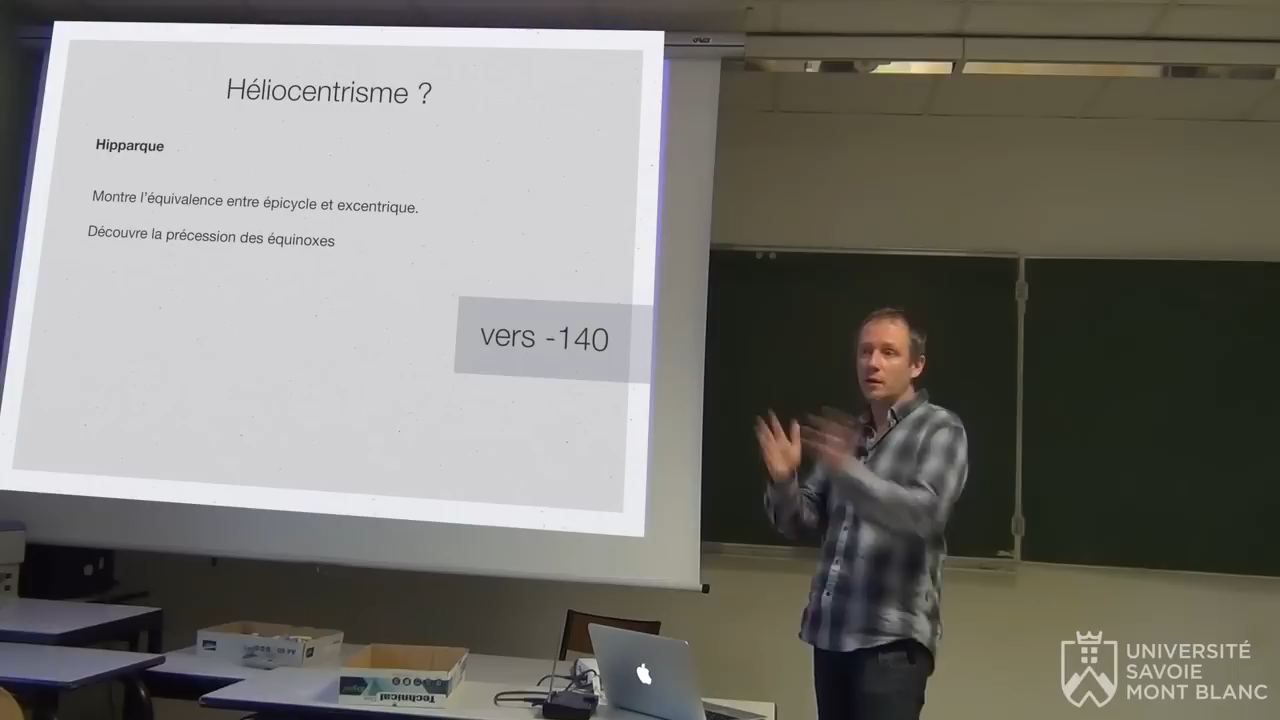 Héliocentrisme ?
Hipparque
Montre l'équivalence entre épicycle et excentrique.
Découvre la précession des équinoxes
vers -140
Technical
UNIVERSITÉ
SAVOIE
MONT BLANC